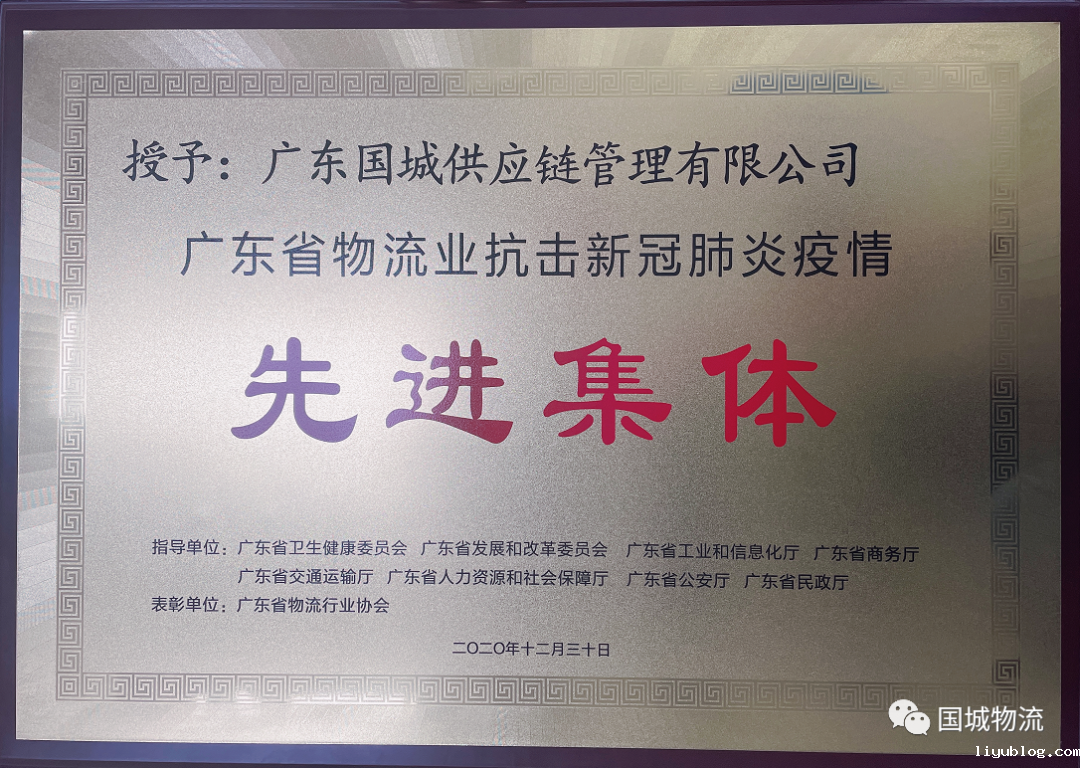 授予：广东国城供应链管理有限公司
广东省物流业抗击新冠肺炎疫情
先进集体
指导单位：广东省卫生健康委员会 广东省发展和改革委员会 广东省工业和信息化厅 广东省商务厅
广东省交通运输厅 广东省人力资源和社会保障厅 广东省公安厅 广东省民政厅
表彰单位：广东省物流行业协会
二〇二〇年十二月三十日
国城物流
liyublog.com